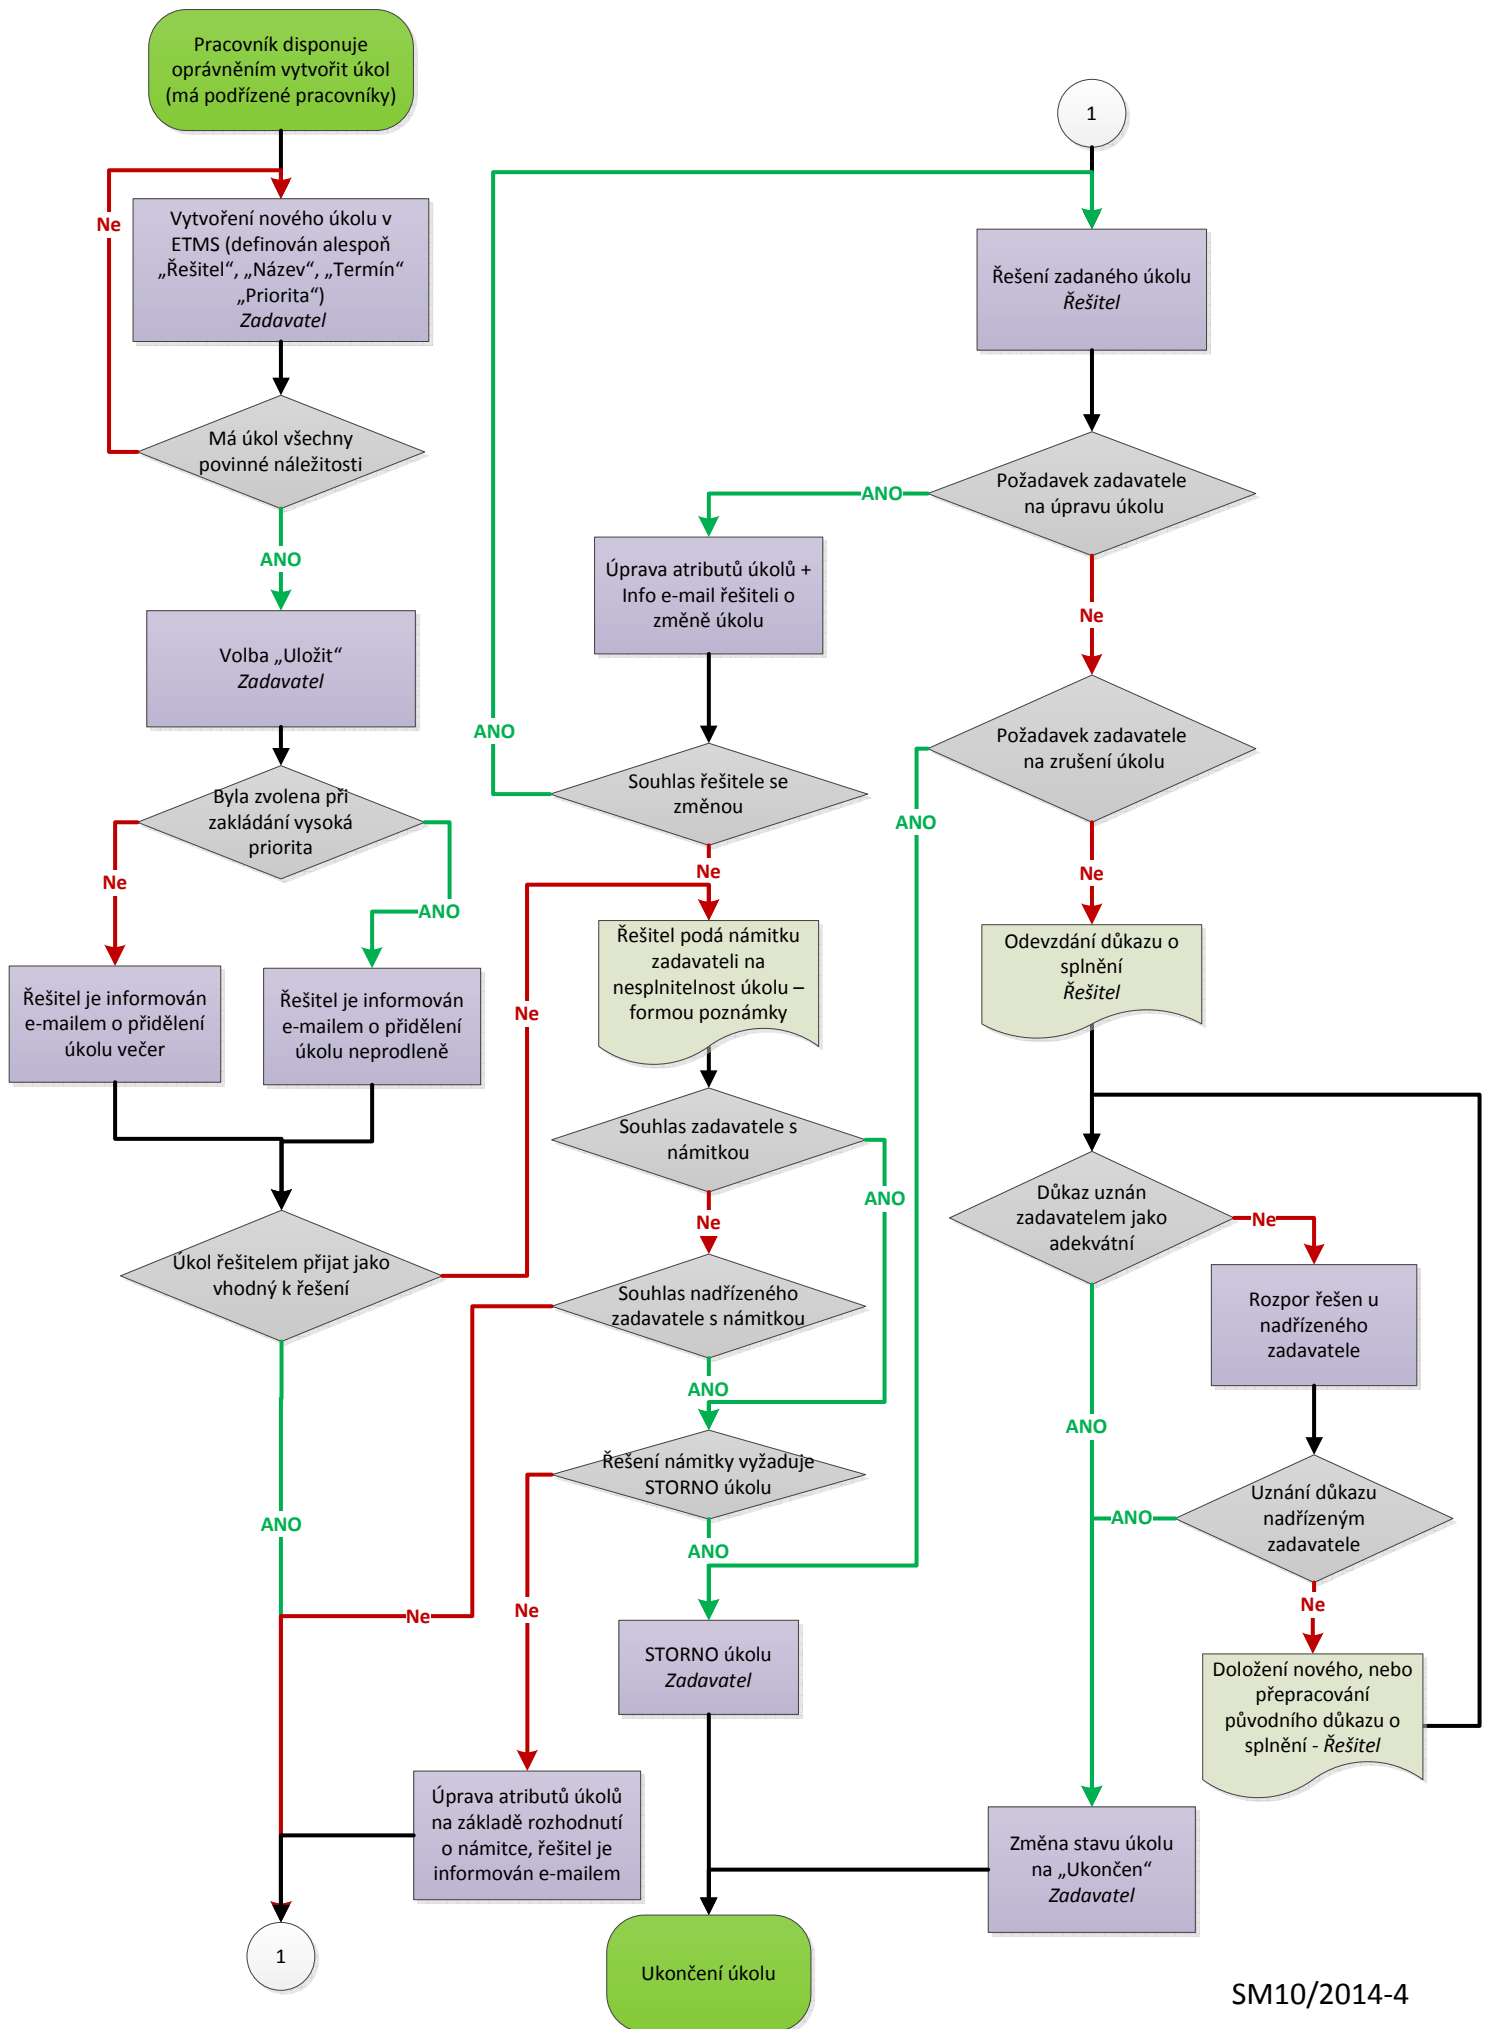 Pracovník disponuje
oprávněním vytvořit úkol
(má podřízené pracovníky)
Ne
Vytvoření nového úkolu v
ETMS (definován alespoň
„Řešitel“, „Název“, „Termín“
„Priorita“)
Zadavatel
Má úkol všechny
povinné náležitosti
ANO
Volba „Uložit“
Zadavatel
Byla zvolena při
zakládání vysoká
priorita
Ne
ANO
Řešitel je informován
e-mailem o přidělení
úkolu večer
Řešitel je informován
e-mailem o přidělení
úkolu neprodleně
Úkol řešitelem přijat jako
vhodný k řešení
Ne
ANO
1
1
Řešení zadaného úkolu
Řešitel
Požadavek zadavatele
na úpravu úkolu
ANO
Ne
Úprava atributů úkolů +
Info e-mail řešiteli o
změně úkolu
Souhlas řešitele se
změnou
ANO
Ne
Řešitel podá námitku
zadavateli na
nesplnitelnost úkolu –
formou poznámky
Souhlas zadavatele s
námitkou
ANO
Ne
Souhlas nadřízeného
zadavatele s námitkou
Ne
ANO
Řešení námitky vyžaduje
STORNO úkolu
Ne
ANO
Úprava atributů úkolů
na základě rozhodnutí
o námitce, řešitel je
informován e-mailem
STORNO úkolu
Zadavatel
Požadavek zadavatele
na zrušení úkolu
ANO
Ne
Odevzdání důkazu o
splnění
Řešitel
Důkaz uznán
zadavatelem jako
adekvátní
Ne
ANO
Rozpor řešen u
nadřízeného
zadavatele
Uznání důkazu
nadřízeným
zadavatele
ANO
Ne
Doložení nového, nebo
přepracování
původního důkazu o
splnění - Řešitel
Změna stavu úkolu
na „Ukončen“
Zadavatel
Ukončení úkolu
SM10/2014-4